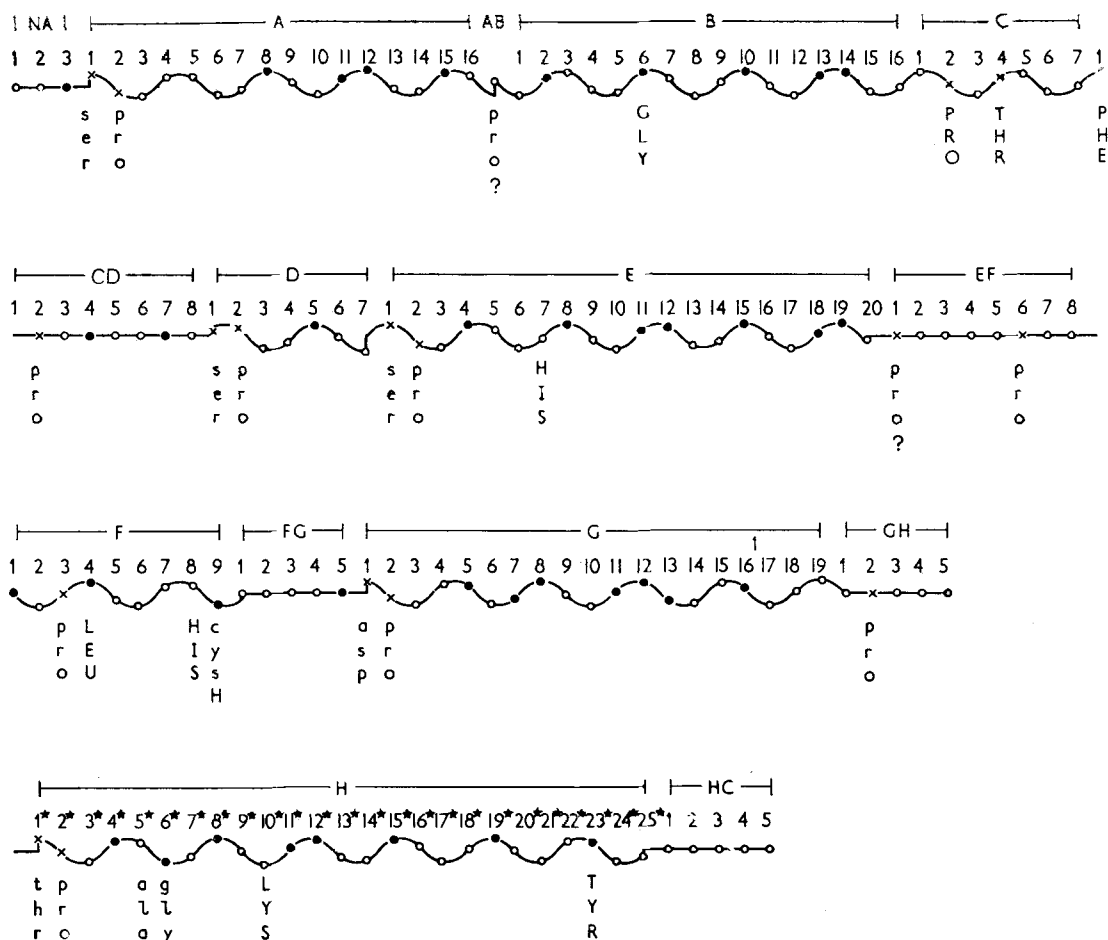 NA A AB B C
1 2 3 1 2 3 4 5 6 7 8 9 10 11 12 13 14 15 16 1 2 3 4 5 6 7 8 9 10 11 12 13 14 15 16 1 2 3 4 5 6 7 1
ser pro pro? GLY PRO THR PHE
CD D E EF
1 2 3 4 5 6 7 8 1 2 3 4 5 6 7 1 2 3 4 5 6 7 8 9 10 11 12 13 14 15 16 17 18 19 20 1 2 3 4 5 6 7 8
pro ser pro ser pro HIS pro? pro
F FG G GH
1
1 2 3 4 5 6 7 8 9 1 2 3 4 5 1 2 3 4 5 6 7 8 9 10 11 12 13 14 15 16 17 18 19 1 2 3 4 5
pro LEU HIS cysH asp pro pro
H HC
1* 2* 3* 4* 5* 6* 7* 8* 9* 10* 11* 12* 13* 14* 15* 16* 17* 18* 19* 20* 21* 22* 23* 24* 25* 1 2 3 4 5
thr pro ala gly LYS TYR